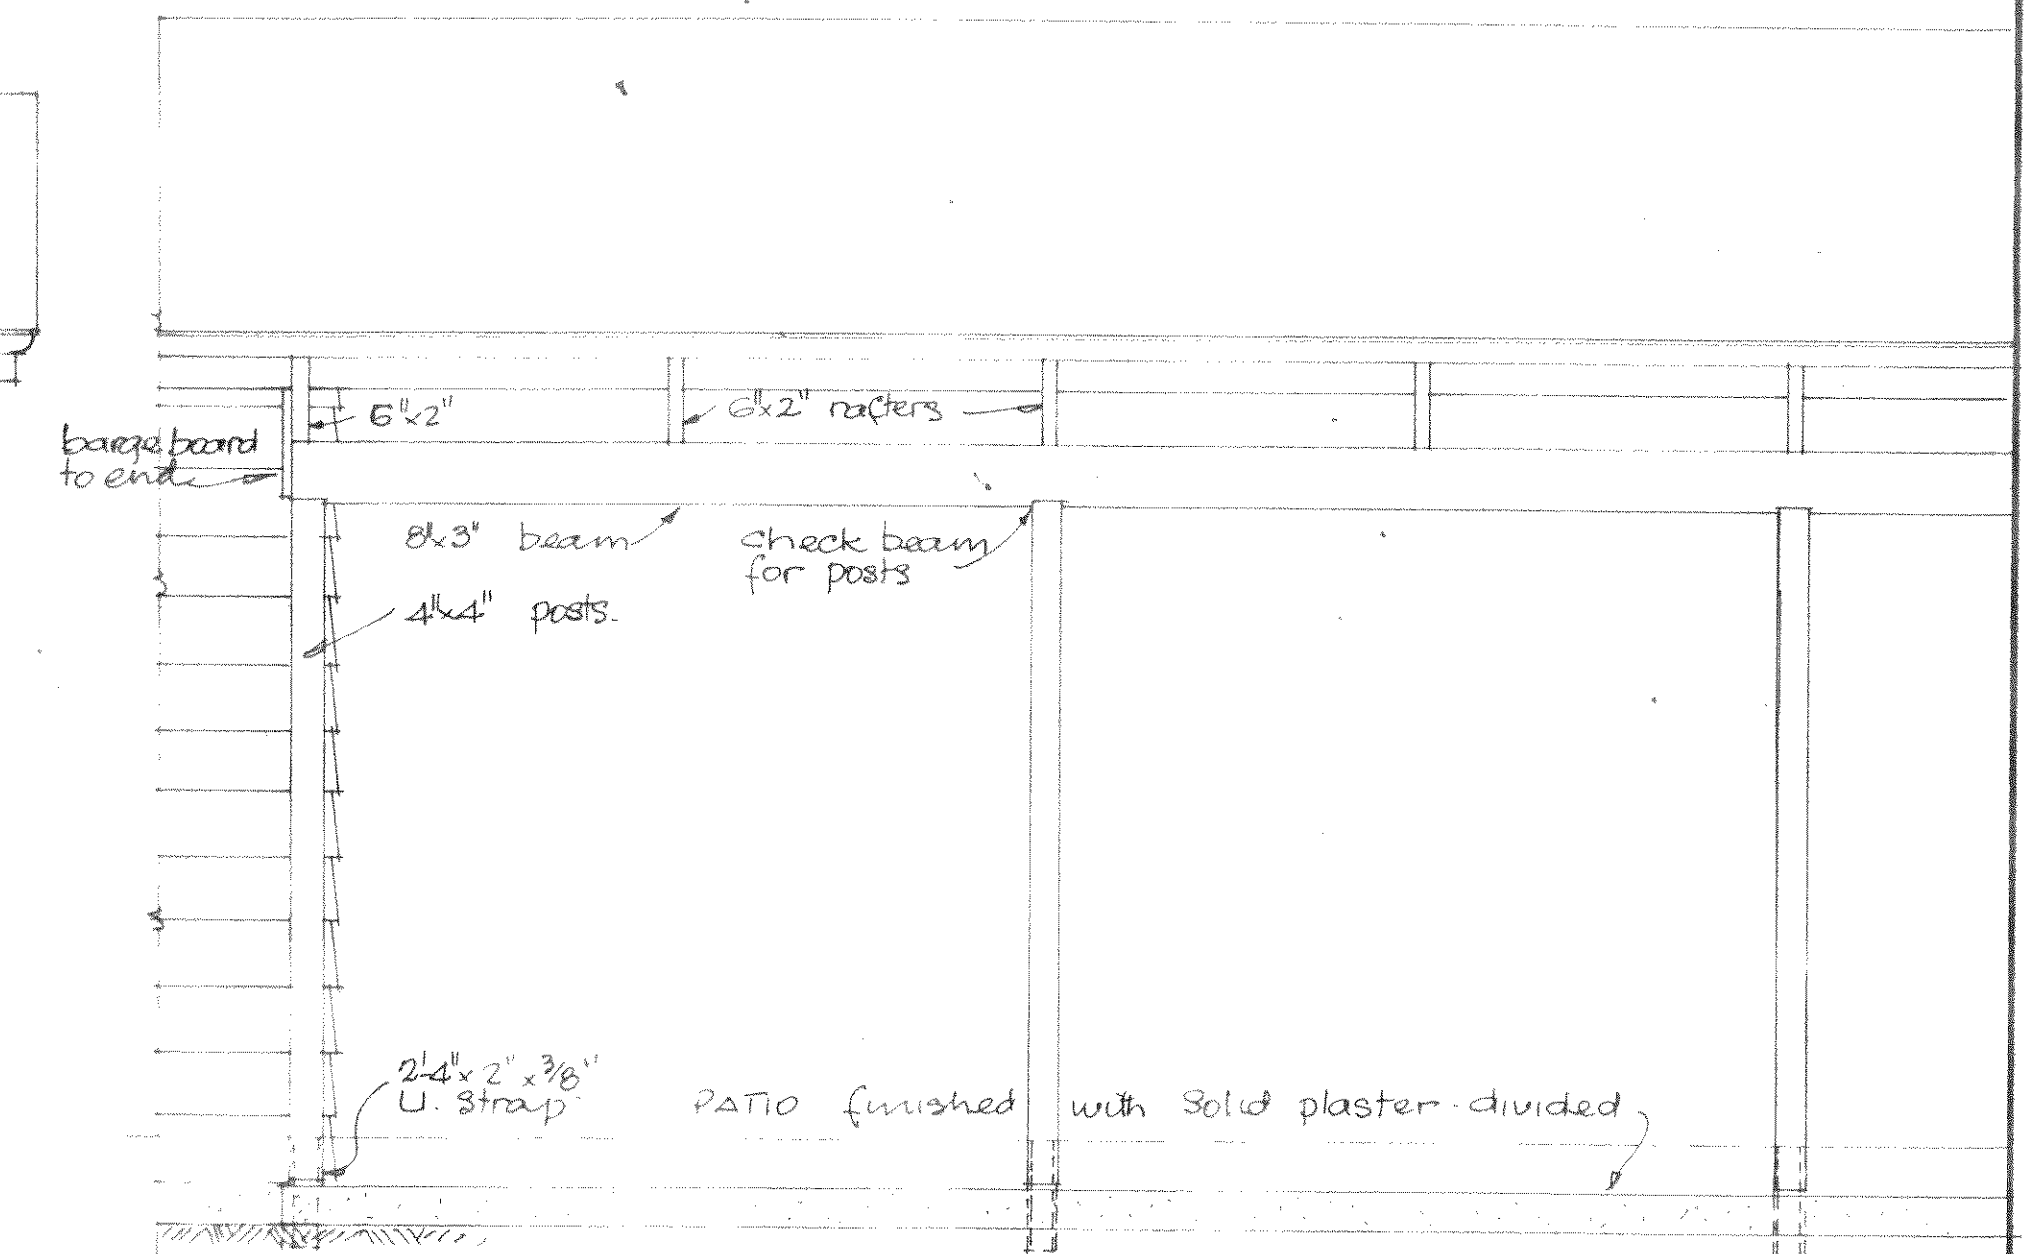 6"x2"
6"x2" rafters
barge board
to end
8"x3" beam
check beam
for posts
4"x4" posts.
2'-4" x 2" x 3/8"
U. strap.
PATIO finished with solid plaster - divided